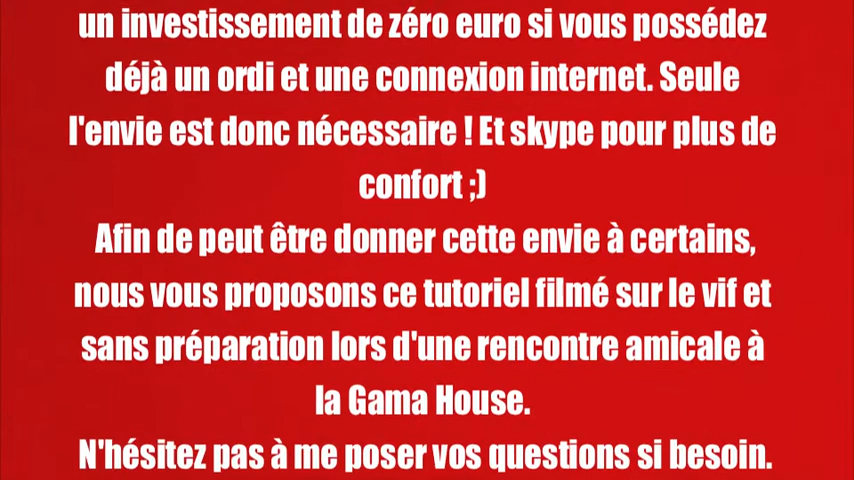 un investissement de zéro euro si vous possédez
déjà un ordi et une connexion internet. Seule
l'envie est donc nécessaire ! Et skype pour plus de
confort ;)
Afin de peut être donner cette envie à certains,
nous vous proposons ce tutoriel filmé sur le vif et
sans préparation lors d'une rencontre amicale à
la Gama House.
N'hésitez pas à me poser vos questions si besoin.